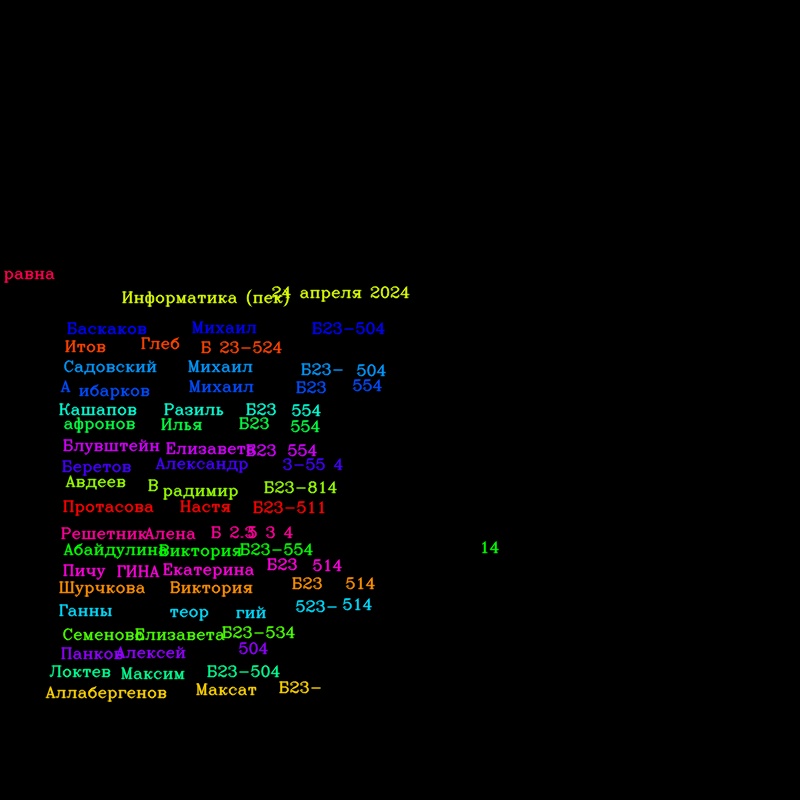 равна
Информатика (пек) 24 апреля 2024
Баскаков Михаил Б23-504
Итов Глеб Б 23-524
Садовский Михаил Б23- 504
А ибарков Михаил Б23 554
Кашапов Разиль Б23 554
афронов Илья Б23 554
Блувштейн Елизавета Б23 554
Беретов Александр 3-55 4
Авдеев В радимир Б23-814
Протасова Настя Б23-511
Решетник Алена Б 2.3 5 3 4
Абайдулина Виктория Б23-554 14
Пичу ГИНА Екатерина Б23 514
Шурчкова Виктория Б23 514
Ганны теор гий 523- 514
Семенова Елизавета Б23-534
Панков Алексей 504
Локтев Максим Б23-504
Аллабергенов Максат Б23-